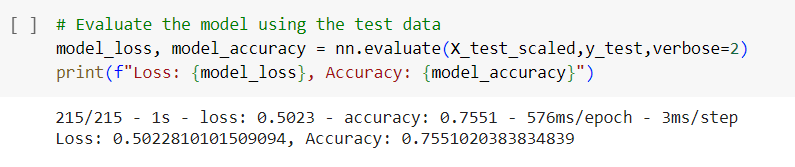 [ ] # Evaluate the model using the test data
model_loss, model_accuracy = nn.evaluate(X_test_scaled,y_test,verbose=2)
print(f"Loss: {model_loss}, Accuracy: {model_accuracy}")
215/215 - 1s - loss: 0.5023 - accuracy: 0.7551 - 576ms/epoch - 3ms/step
Loss: 0.5022810101509094, Accuracy: 0.7551020383834839